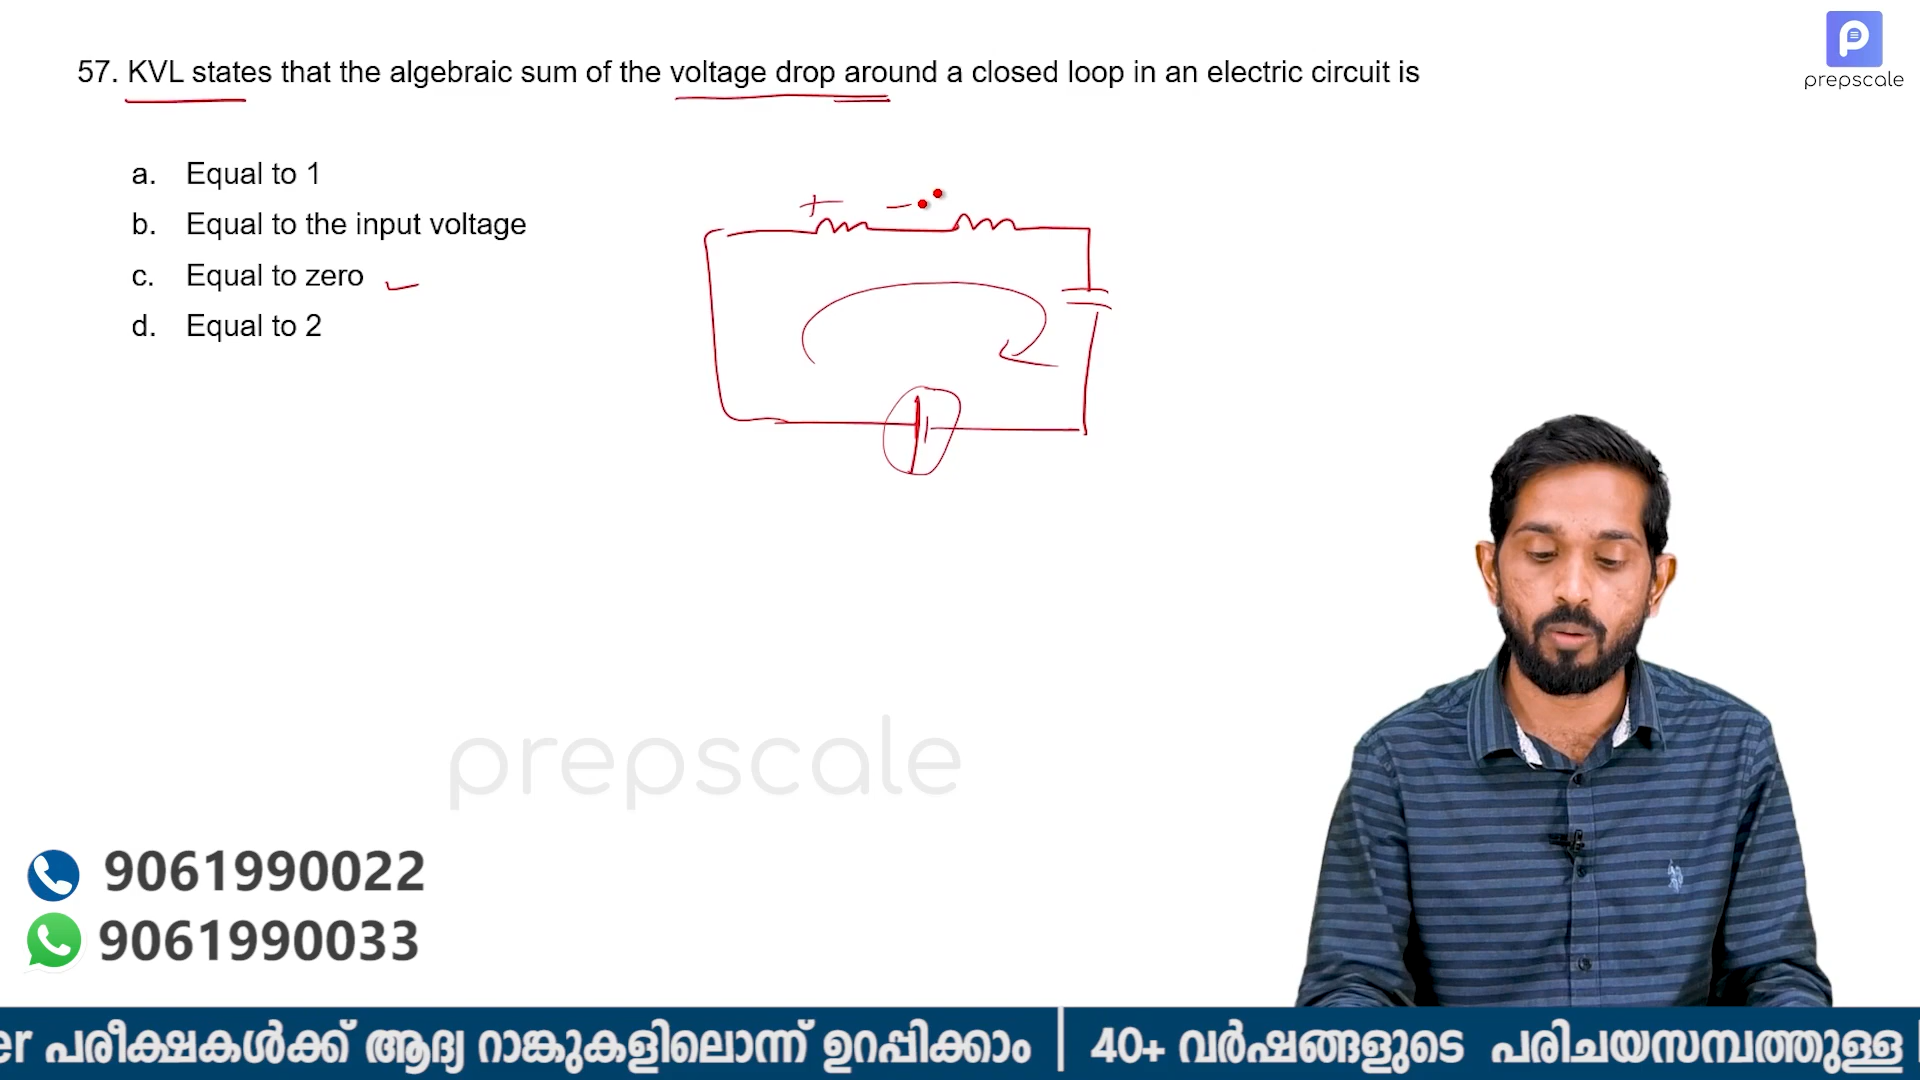 57. KVL states that the algebraic sum of the voltage drop around a closed loop in an electric circuit is
prepscale
a. Equal to 1
b. Equal to the input voltage
c. Equal to zero
d. Equal to 2
+ -
prepscale
9061990022
9061990033
er പരീക്ഷകൾക്ക് ആദ്യ റാങ്കുകളിലൊന്ന് ഉറപ്പിക്കാം | 40+ വർഷങ്ങളുടെ പരിചയസമ്പത്തുള്ള